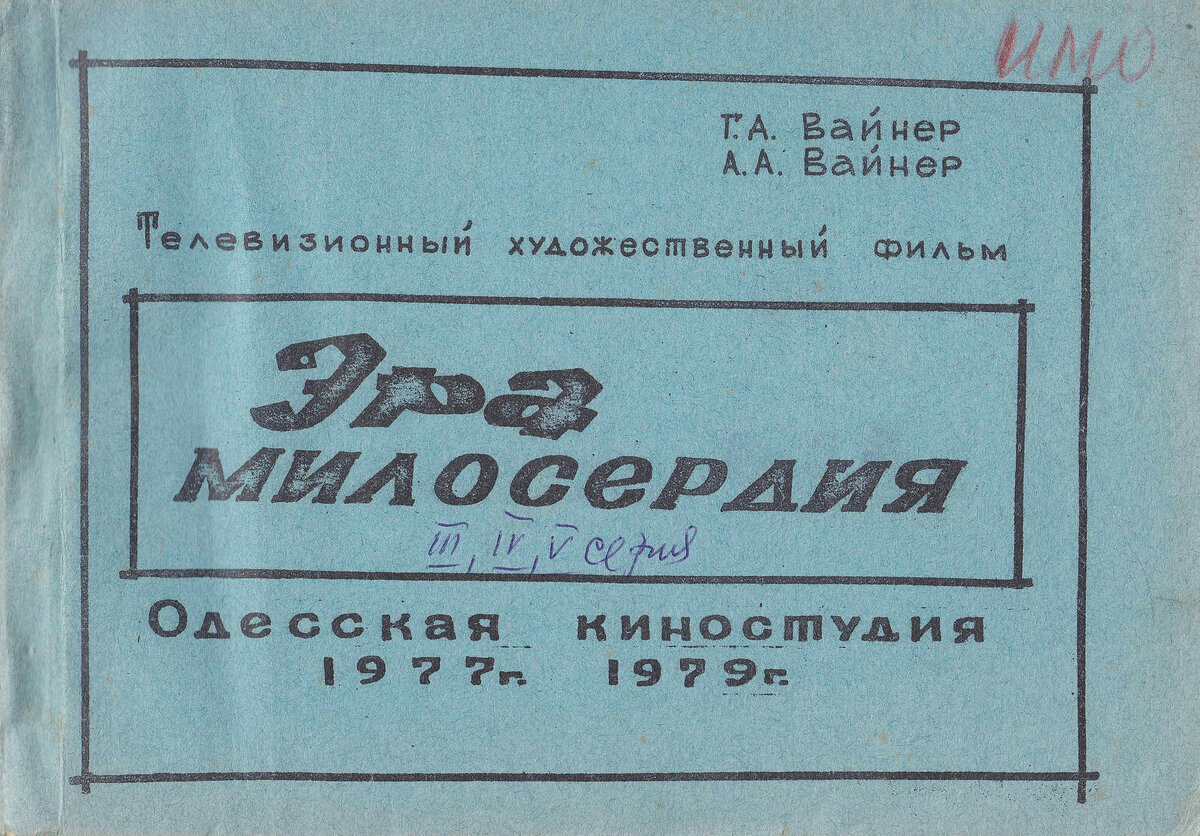 ИМО
Г.А. Вайнер
А.А. Вайнер
Телевизионный художественный фильм
Эра
милосердия
III, IV, V серия
Одесская киностудия
1977г. 1979г.